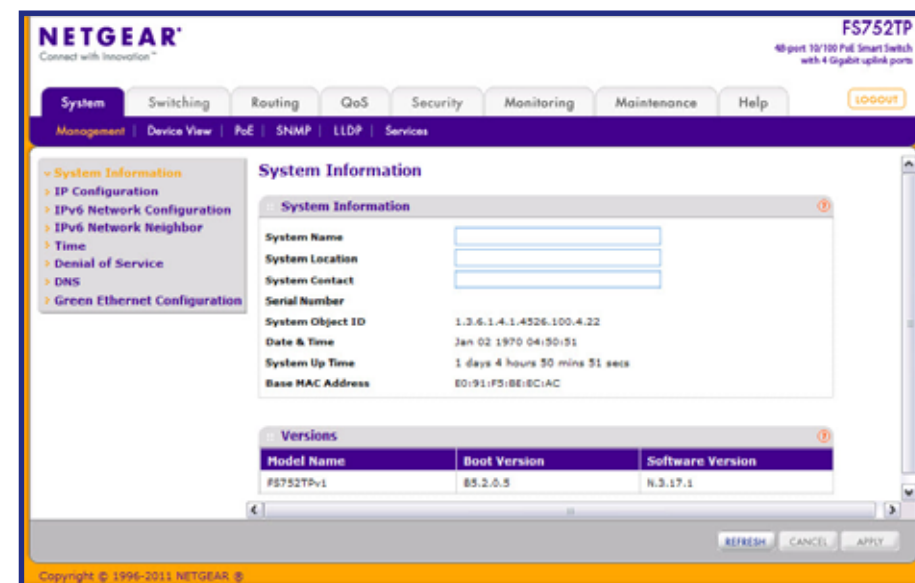 NETGEAR®
Connect with Innovation™
FS752TP
48-port 10/100 PoE Smart Switch
with 4 Gigabit uplink ports
System Switching Routing QoS Security Monitoring Maintenance Help LOGOUT
Management | Device View | PoE | SNMP | LLDP | Services
System Information
IP Configuration
IPv6 Network Configuration
IPv6 Network Neighbor
Time
Denial of Service
DNS
Green Ethernet Configuration
System Information
System Information
System Name
System Location
System Contact
Serial Number
System Object ID 1.3.6.1.4.1.4526.100.4.22
Date & Time Jan 02 1970 04:50:51
System Up Time 1 days 4 hours 50 mins 51 secs
Base MAC Address E0:91:F5:BE:EC:AC
Versions
Model Name Boot Version Software Version
FS752TPv1 B5.2.0.5 N.3.17.1
REFRESH CANCEL APPLY
Copyright © 1996-2011 NETGEAR ®